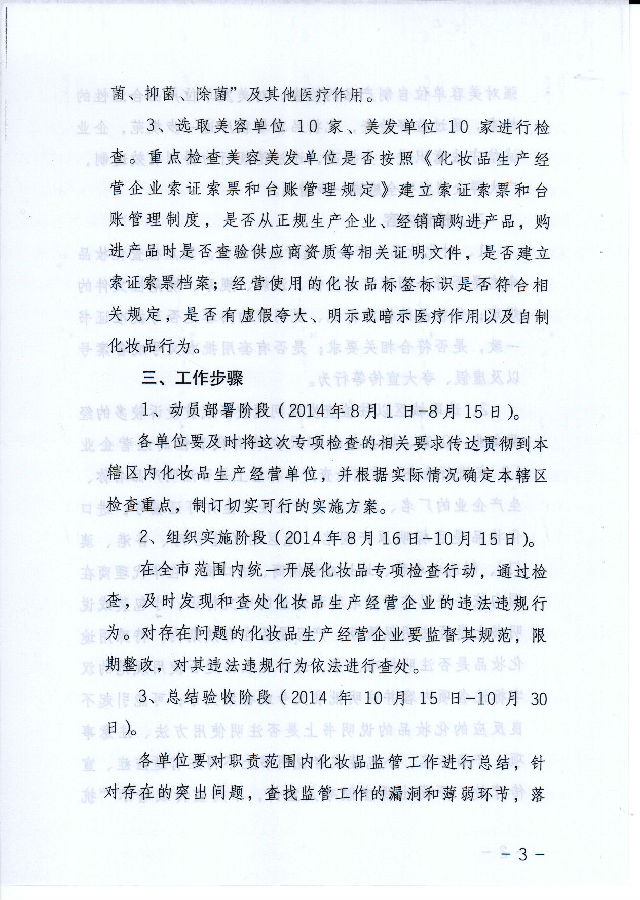 菌、抑菌、除菌”及其他医疗作用。
3、选取美容单位 10 家、美发单位 10 家进行检
查。重点检查美容美发单位是否按照《化妆品生产经
营企业索证索票和台账管理规定》建立索证索票和台
账管理制度，是否从正规生产企业、经销商购进产品，购
进产品时是否查验供应商资质等相关证明文件，是否建立
索证索票档案；经营使用的化妆品标签标识是否符合相
关规定，是否有虚假夸大、明示或暗示医疗作用以及自制
化妆品行为。
三、工作步骤
1、动员部署阶段（2014年8月1日-8月15日）。
各单位要及时将这次专项检查的相关要求传达贯彻到本
辖区内化妆品生产经营单位，并根据实际情况确定本辖区
检查重点，制订切实可行的实施方案。
2、组织实施阶段（2014年8月16日-10月15日）。
在全市范围内统一开展化妆品专项检查行动，通过检
查，及时发现和查处化妆品生产经营企业的违法违规行
为。对存在问题的化妆品生产经营企业要监督其规范，限
期整改，对其违法违规行为依法进行查处。
3、总结验收阶段（2014 年 10 月 15 日-10 月 30
日）。
各单位要对职责范围内化妆品监管工作进行总结，针
对存在的突出问题，查找监管工作的漏洞和薄弱环节，落
- 3 -